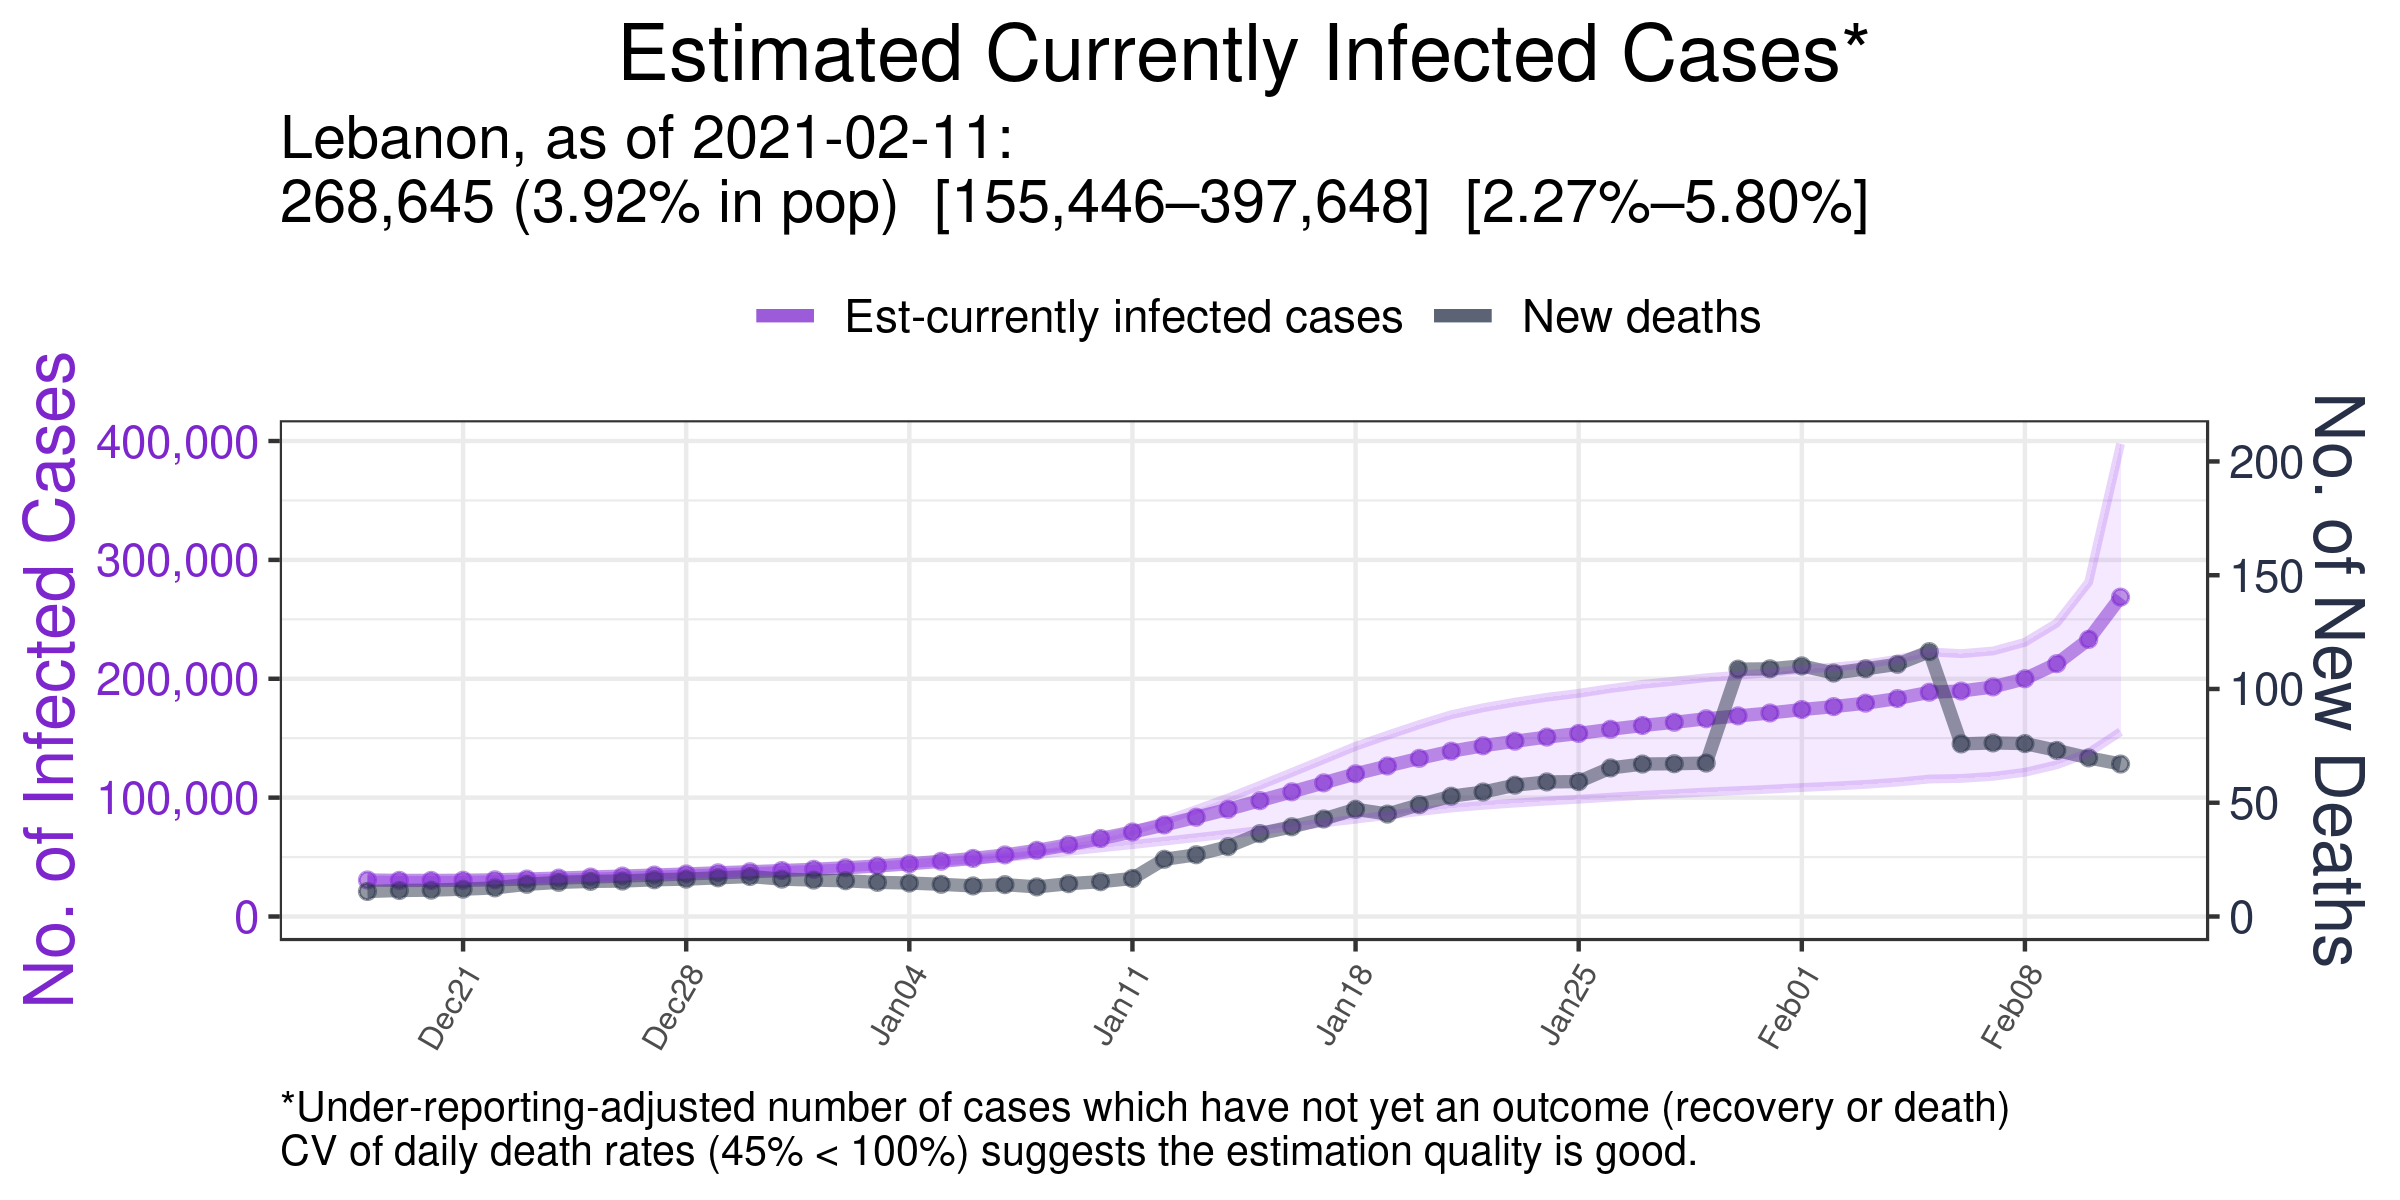 Estimated Currently Infected Cases*
Lebanon, as of 2021-02-11:
268,645 (3.92% in pop)  [155,446–397,648]  [2.27%–5.80%]
Est-currently infected cases
New deaths
No. of Infected Cases
400,000
300,000
200,000
100,000
0
200
150
100
50
0
No. of New Deaths
Dec21
Dec28
Jan04
Jan11
Jan18
Jan25
Feb01
Feb08
*Under-reporting-adjusted number of cases which have not yet an outcome (recovery or death)
CV of daily death rates (45% < 100%) suggests the estimation quality is good.